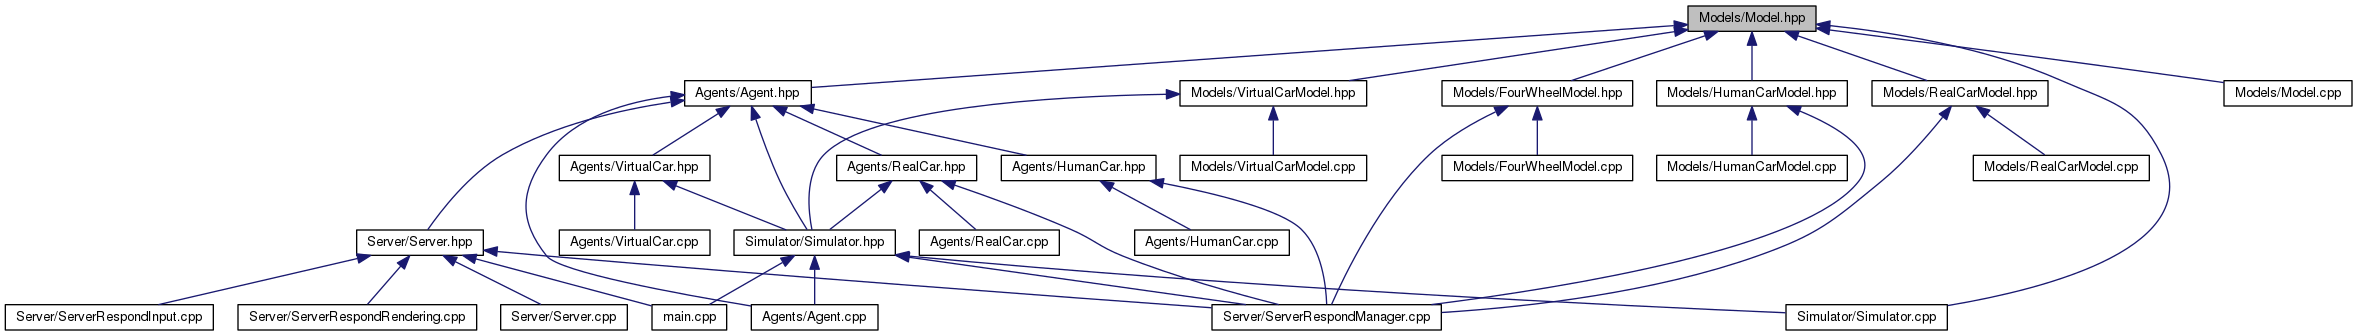 Models/Model.hpp
Agents/Agent.hpp
Models/VirtualCarModel.hpp
Models/FourWheelModel.hpp
Models/HumanCarModel.hpp
Models/RealCarModel.hpp
Models/Model.cpp
Agents/VirtualCar.hpp
Agents/RealCar.hpp
Agents/HumanCar.hpp
Models/VirtualCarModel.cpp
Models/FourWheelModel.cpp
Models/HumanCarModel.cpp
Models/RealCarModel.cpp
Server/Server.hpp
Agents/VirtualCar.cpp
Simulator/Simulator.hpp
Agents/RealCar.cpp
Agents/HumanCar.cpp
Server/ServerRespondInput.cpp
Server/ServerRespondRendering.cpp
Server/Server.cpp
main.cpp
Agents/Agent.cpp
Server/ServerRespondManager.cpp
Simulator/Simulator.cpp